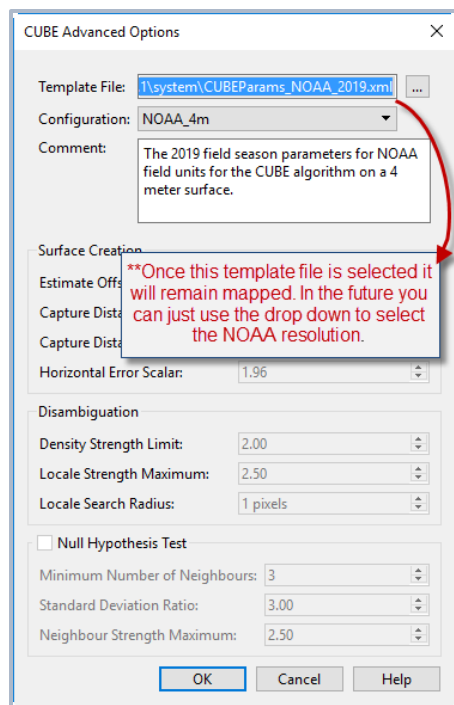 CUBE Advanced Options
Template File: 1\system\CUBEParams_NOAA_2019.xml ...
Configuration: NOAA_4m
Comment:
The 2019 field season parameters for NOAA
field units for the CUBE algorithm on a 4
meter surface.
Surface Creation
**Once this template file is selected it
will remain mapped. In the future you
can just use the drop down to select
the NOAA resolution.
Estimate Offs
Capture Dista
Capture Dista
Horizontal Error Scalar: 1.96
Disambiguation
Density Strength Limit: 2.00
Locale Strength Maximum: 2.50
Locale Search Radius: 1 pixels
Null Hypothesis Test
Minimum Number of Neighbours: 3
Standard Deviation Ratio: 3.00
Neighbour Strength Maximum: 2.50
OK Cancel Help